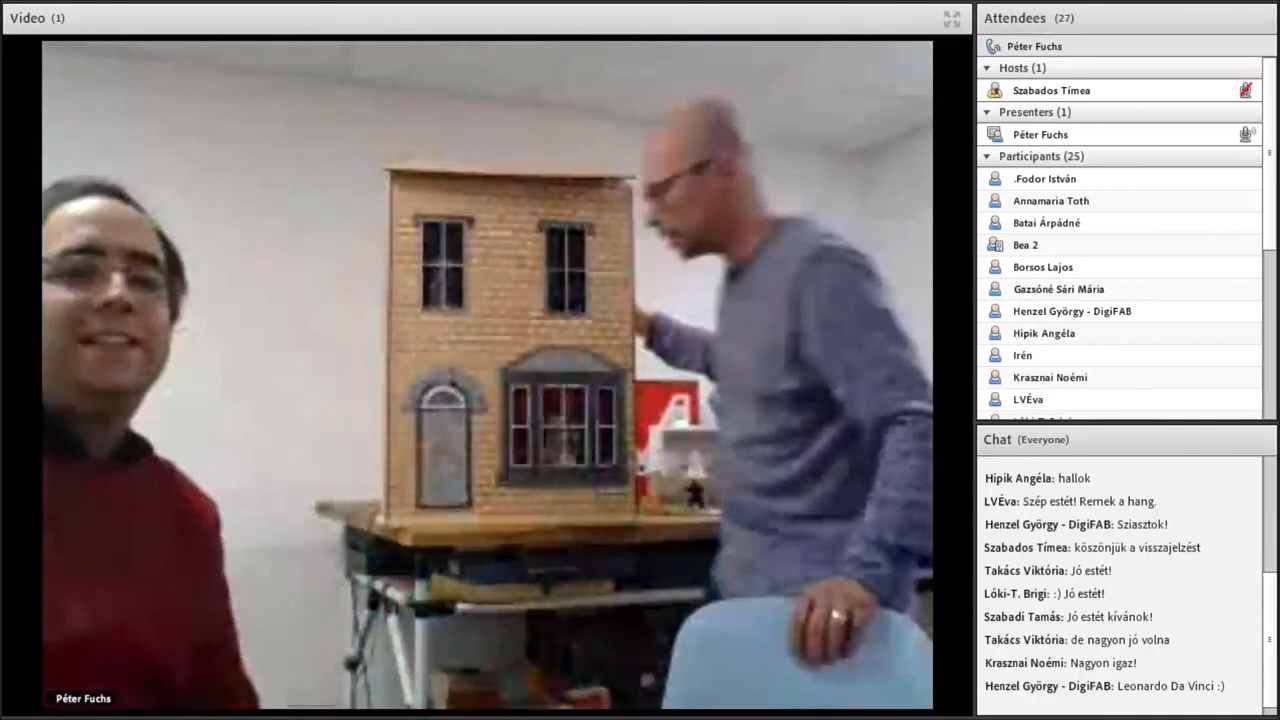 Video (1)
Péter Fuchs
Attendees (27)
Péter Fuchs
Hosts (1)
Szabados Tímea
Presenters (1)
Péter Fuchs
Participants (25)
.Fodor István
Annamaria Toth
Batai Árpádné
Bea 2
Borsos Lajos
Gazsóné Sári Mária
Henzel György - DigiFAB
Hipik Angéla
Irén
Krasznai Noémi
LVÉva
Chat (Everyone)
Hipik Angéla: hallok
LVÉva: Szép estét! Remek a hang.
Henzel György - DigiFAB: Sziasztok!
Szabados Tímea: köszönjük a visszajelzést
Takács Viktória: Jó estét!
Lóki-T. Brigi: :) Jó estét!
Szabadi Tamás: Jó estét kívánok!
Takács Viktória: de nagyon jó volna
Krasznai Noémi: Nagyon igaz!
Henzel György - DigiFAB: Leonardo Da Vinci :)